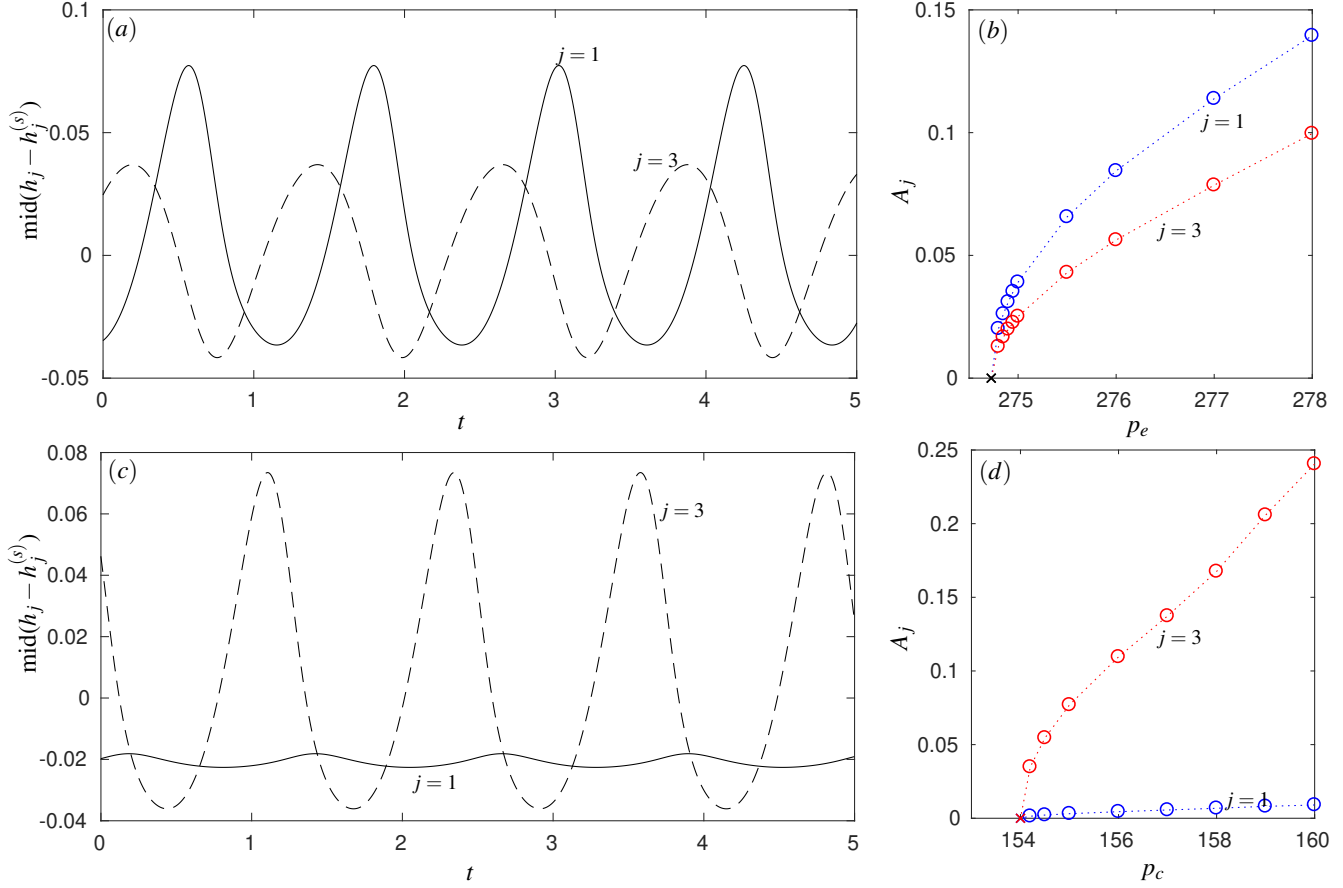 (a)
0.1
0.05
0
-0.05
mid(h_j − h_j^(s))
j = 1
j = 3
0 1 2 3 4 5
t
(b)
0.15
0.1
0.05
0
A_j
j = 1
j = 3
275 276 277 278
p_e
(c)
0.08
0.06
0.04
0.02
0
-0.02
-0.04
mid(h_j − h_j^(s))
j = 3
j = 1
0 1 2 3 4 5
t
(d)
0.25
0.2
0.15
0.1
0.05
0
A_j
j = 3
j = 1
154 156 158 160
p_c